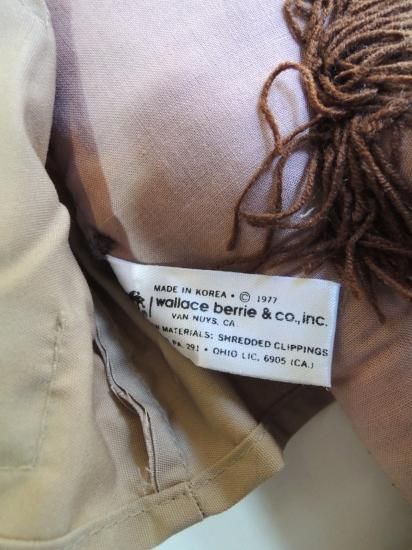 MADE IN KOREA • © 1977
wallace berrie & co., inc.
VAN NUYS, CA
MATERIALS: SHREDDED CLIPPINGS
PA. 291 • OHIO LIC. 6905 (CA.)